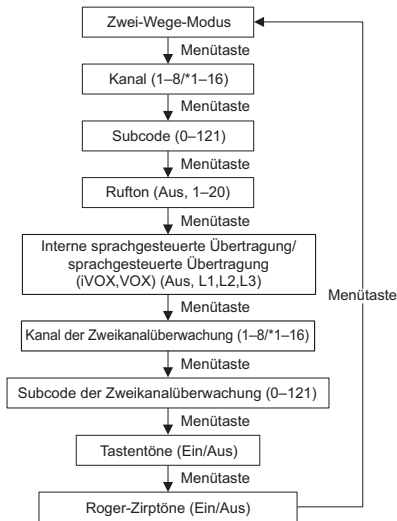 Zwei-Wege-Modus
Menütaste
Kanal (1–8/*1–16)
Menütaste
Subcode (0–121)
Menütaste
Rufton (Aus, 1–20)
Menütaste
Interne sprachgesteuerte Übertragung/
sprachgesteuerte Übertragung
(iVOX,VOX) (Aus, L1,L2,L3)
Menütaste
Menütaste
Kanal der Zweikanalüberwachung (1–8/*1–16)
Menütaste
Subcode der Zweikanalüberwachung (0–121)
Menütaste
Tastentöne (Ein/Aus)
Menütaste
Roger-Zirptöne (Ein/Aus)